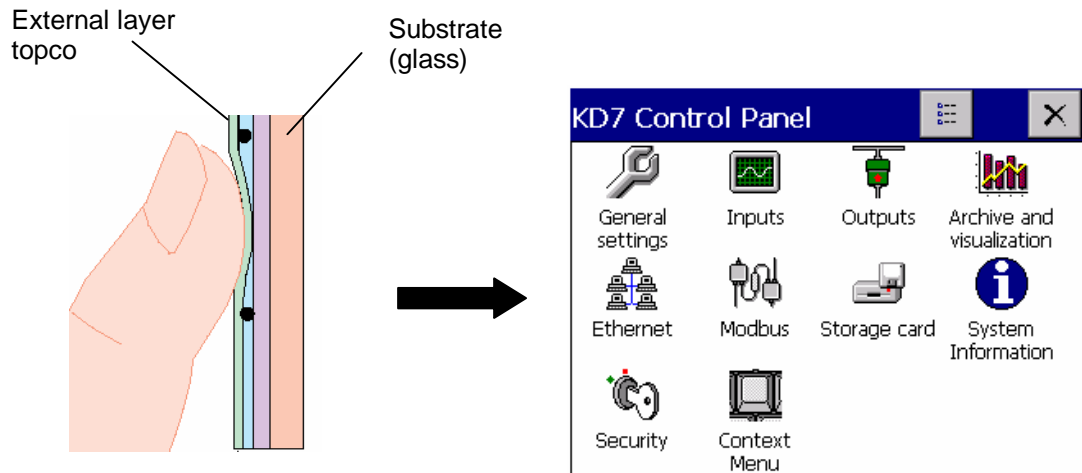 External layer
topco
Substrate
(glass)
KD7 Control Panel
General
settings
Inputs
Outputs
Archive and
visualization
Ethernet
Modbus
Storage card
System
Information
Security
Context
Menu